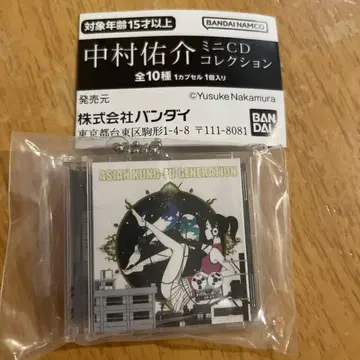 対象年齢15才以上
BANDAI NAMCO
中村佑介 ミニCDコレクション
全10種 1カプセル1個入り
発売元
©Yusuke Nakamura
株式会社バンダイ
東京都台東区駒形1-4-8 〒111-8081
BAN
DAI
ASIAN KUNG-FU GENERATION